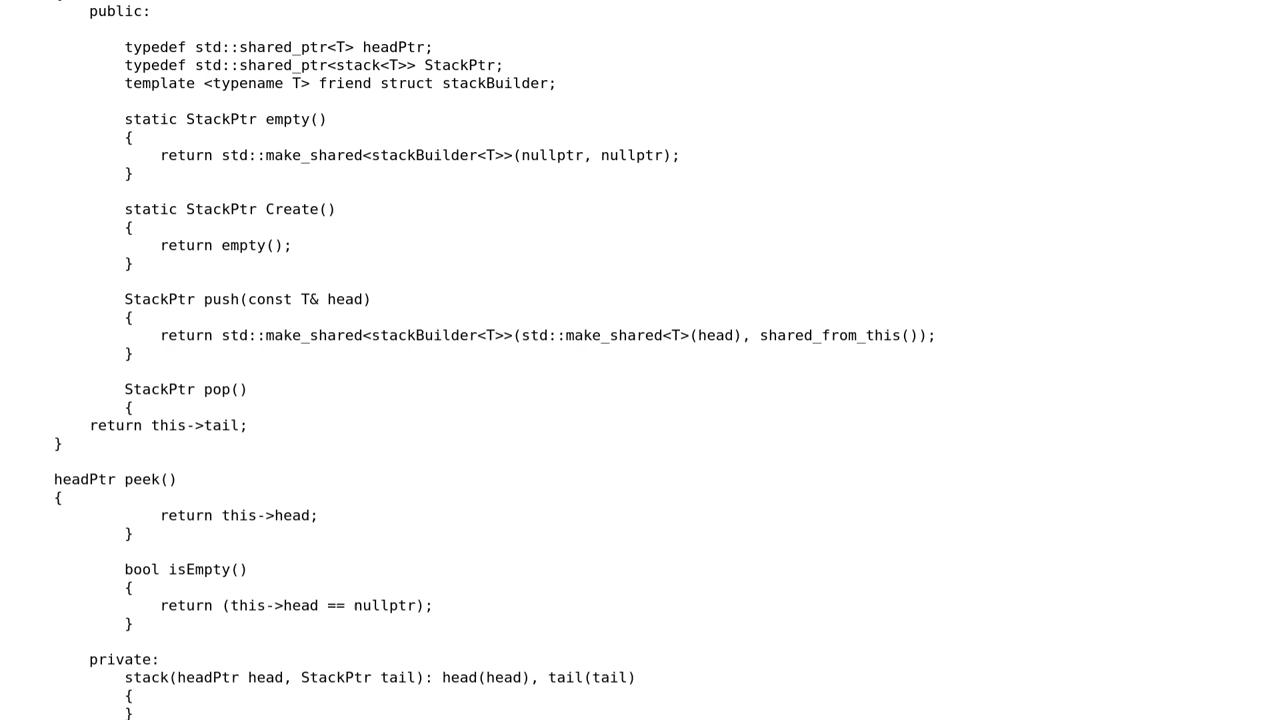 public:
typedef std::shared_ptr<T> headPtr;
typedef std::shared_ptr<stack<T>> StackPtr;
template <typename T> friend struct stackBuilder;
static StackPtr empty()
{
return std::make_shared<stackBuilder<T>>(nullptr, nullptr);
}
static StackPtr Create()
{
return empty();
}
StackPtr push(const T& head)
{
return std::make_shared<stackBuilder<T>>(std::make_shared<T>(head), shared_from_this());
}
StackPtr pop()
{
return this->tail;
}
headPtr peek()
{
return this->head;
}
bool isEmpty()
{
return (this->head == nullptr);
}
private:
stack(headPtr head, StackPtr tail): head(head), tail(tail)
{
}